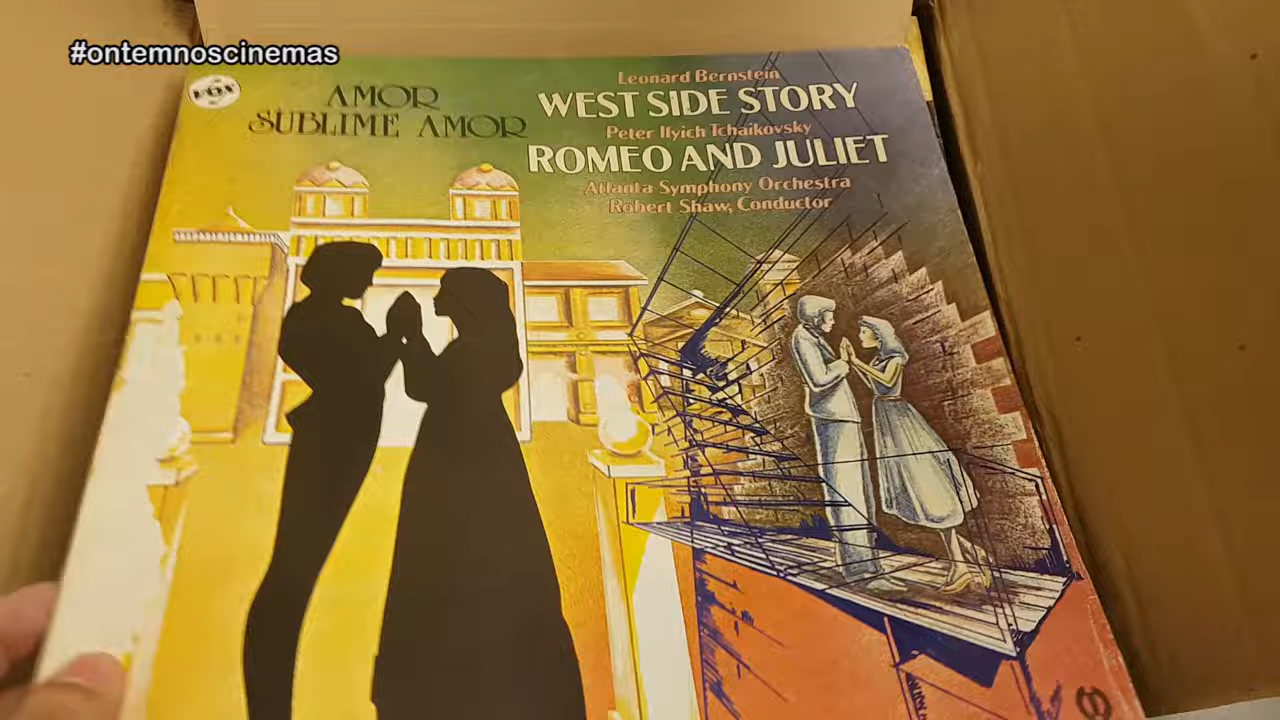 #ontemnoscinemas
VOX
AMOR
SUBLIME AMOR
Leonard Bernstein
WEST SIDE STORY
Peter Ilyich Tchaikovsky
ROMEO AND JULIET
Atlanta Symphony Orchestra
Robert Shaw, Conductor